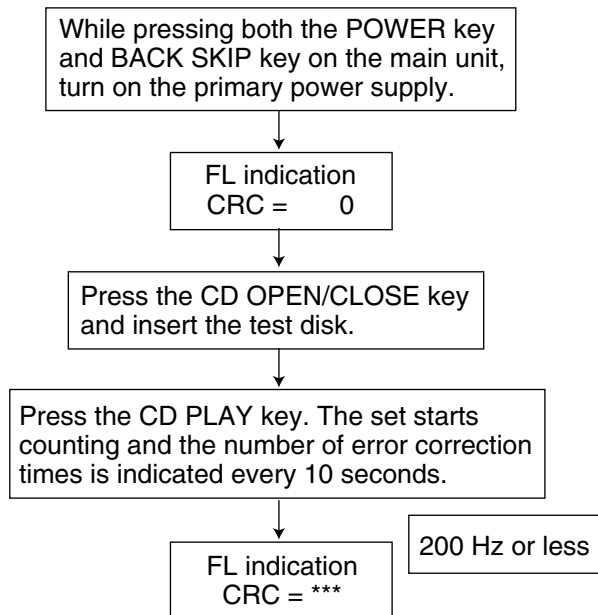 While pressing both the POWER key
and BACK SKIP key on the main unit,
turn on the primary power supply.
FL indication
CRC = 0
Press the CD OPEN/CLOSE key
and insert the test disk.
Press the CD PLAY key. The set starts
counting and the number of error correction
times is indicated every 10 seconds.
200 Hz or less
FL indication
CRC = ***